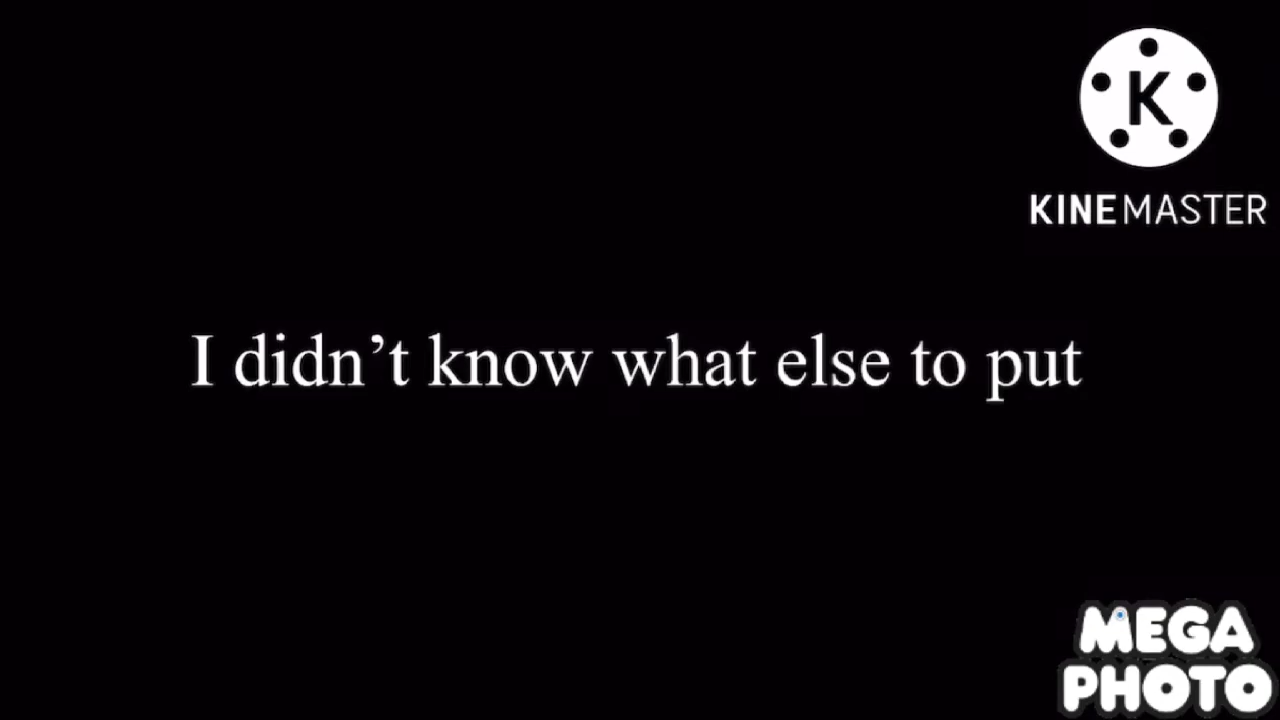 K
KINEMASTER
I didn’t know what else to put
MEGA
PHOTO